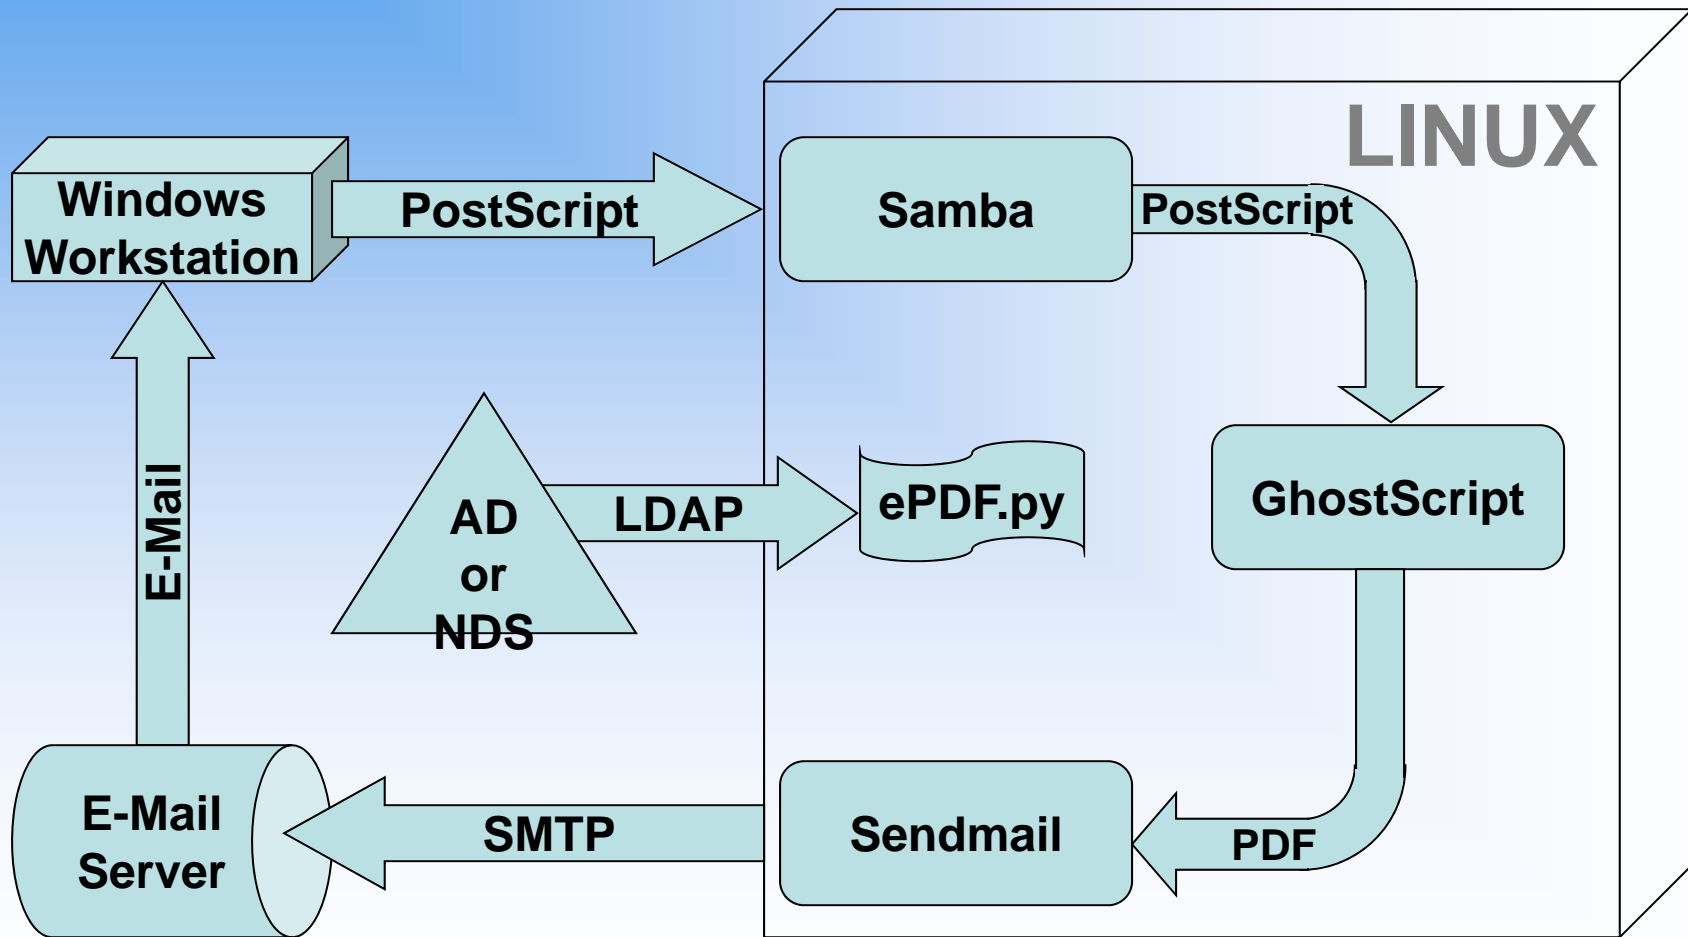 LINUX
Windows
Workstation
PostScript
Samba
PostScript
E-Mail
AD
or
NDS
LDAP
ePDF.py
GhostScript
E-Mail
Server
SMTP
Sendmail
PDF